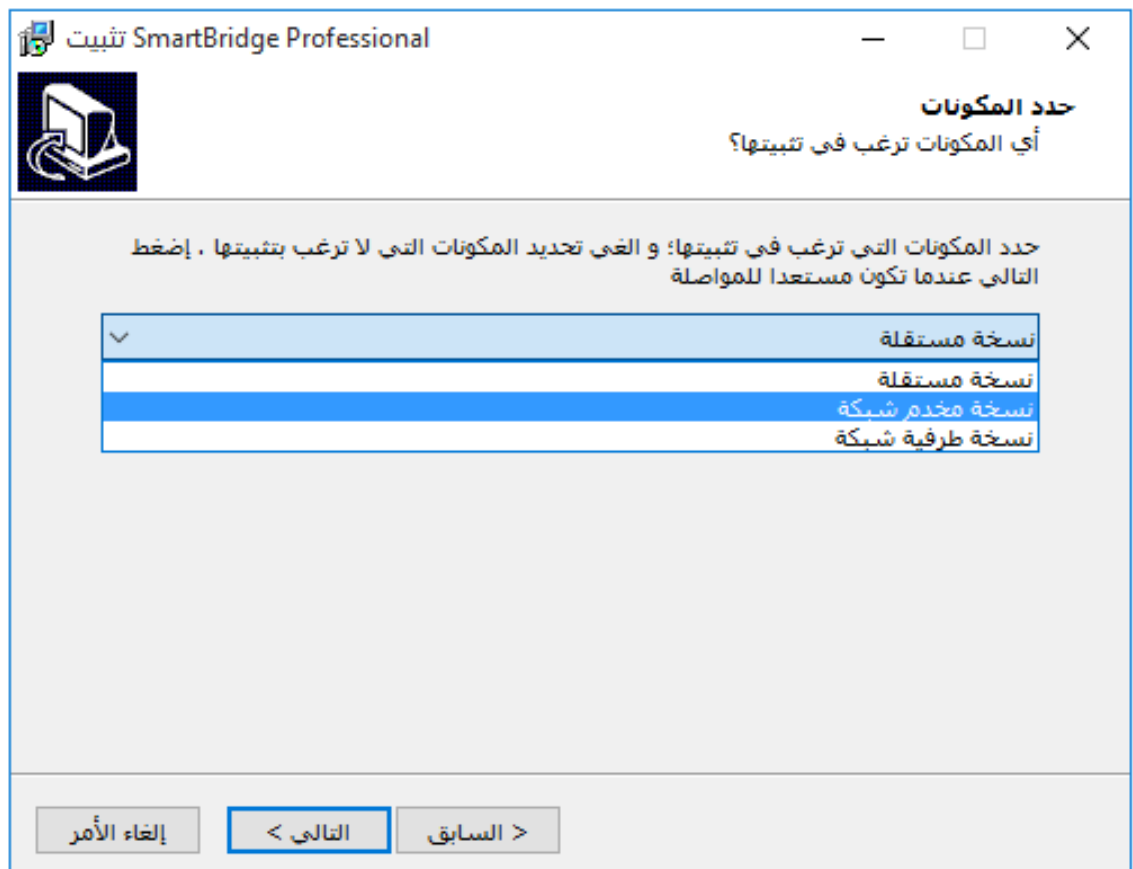 تثبيت SmartBridge Professional
حدد المكونات
أي المكونات ترغب في تثبيتها؟
حدد المكونات التي ترغب في تثبيتها؛ و الغي تحديد المكونات التي لا ترغب بتثبيتها . إضغط
التالي عندما تكون مستعدا للمواصلة
نسخة مستقلة
نسخة مستقلة
نسخة مخدم شبكة
نسخة طرفية شبكة
< السابق
التالي >
إلغاء الأمر